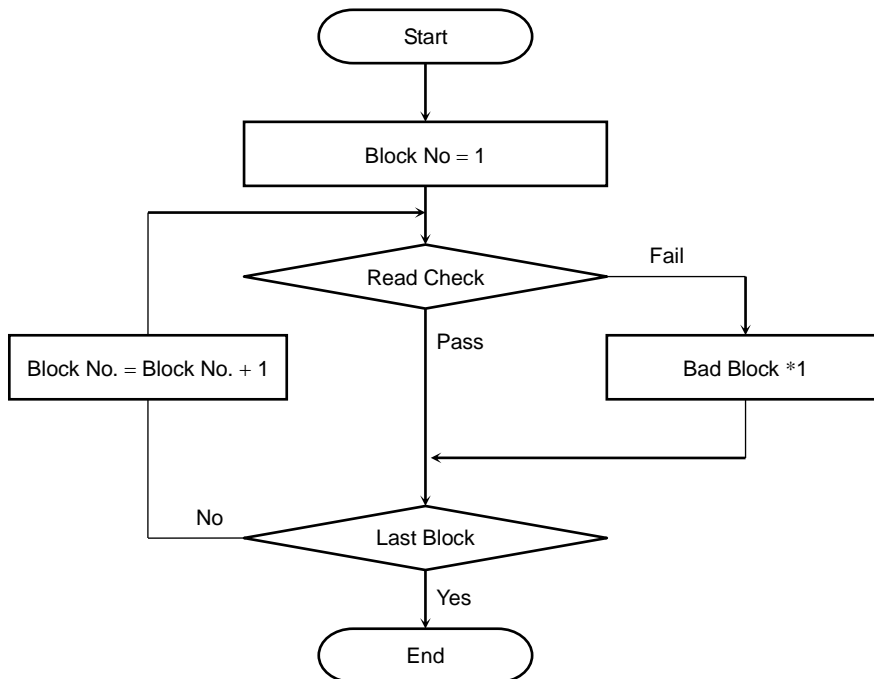 Start
Block No = 1
Read Check
Fail
Pass
Block No. = Block No. + 1
Bad Block *1
No
Last Block
Yes
End